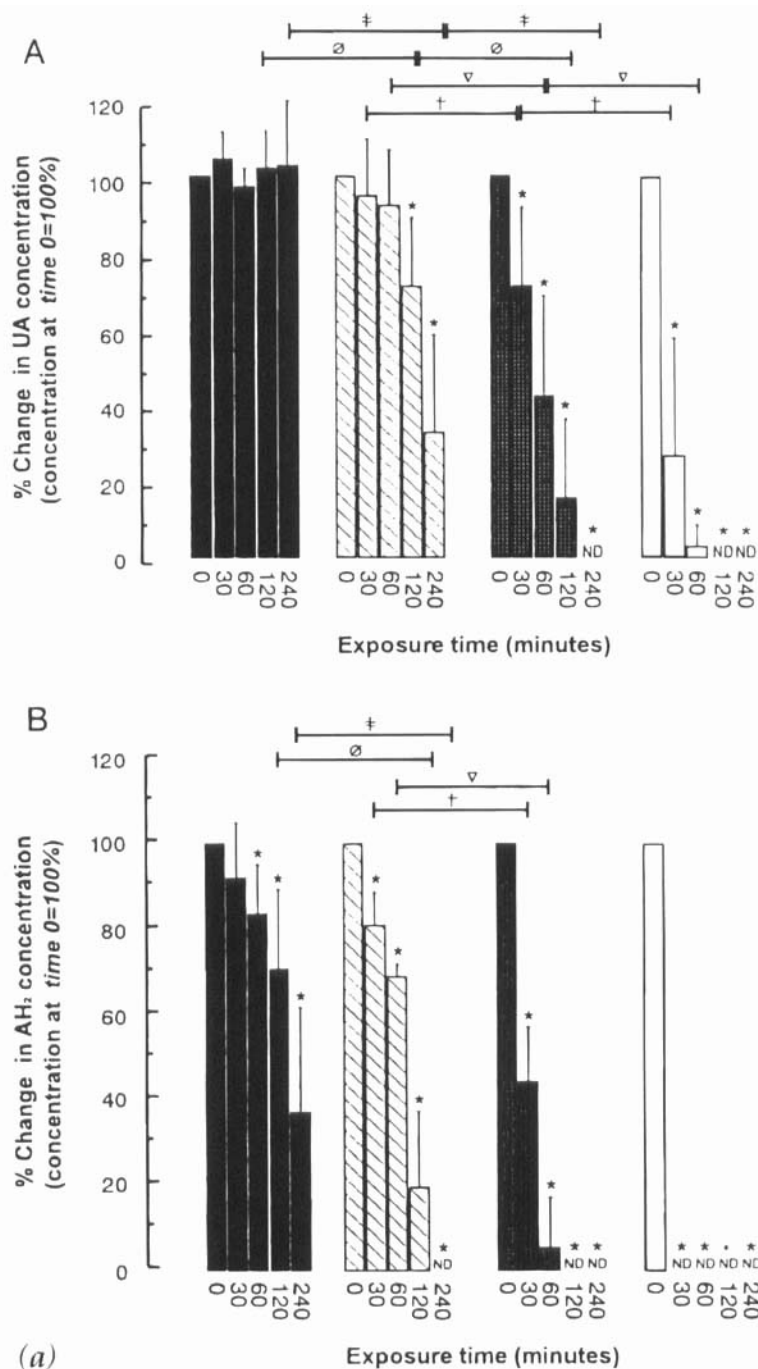 A
‡ ‡
∅ ∅
▽ ▽
† †
120
100
80
60
40
20
0
% Change in UA concentration
(concentration at time 0=100%)
* * * * * * * * * *
ND ND ND
0 30 60 120 240 0 30 60 120 240 0 30 60 120 240 0 30 60 120 240
Exposure time (minutes)
B
‡
∅
▽
†
120
100
80
60
40
20
0
% Change in AH₂ concentration
(concentration at time 0=100%)
* * * * * * * * * * * * * *
ND ND ND ND ND ND ND
0 30 60 120 240 0 30 60 120 240 0 30 60 120 240 0 30 60 120 240
(a)
Exposure time (minutes)